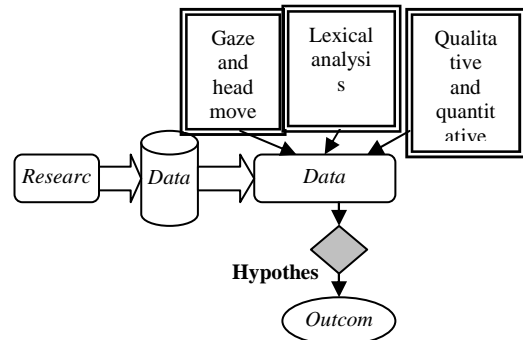 Gaze
and
head
move
Lexical
analysi
s
Qualita
tive
and
quantit
ative
Researc
Data
Data
Hypothes
Outcom